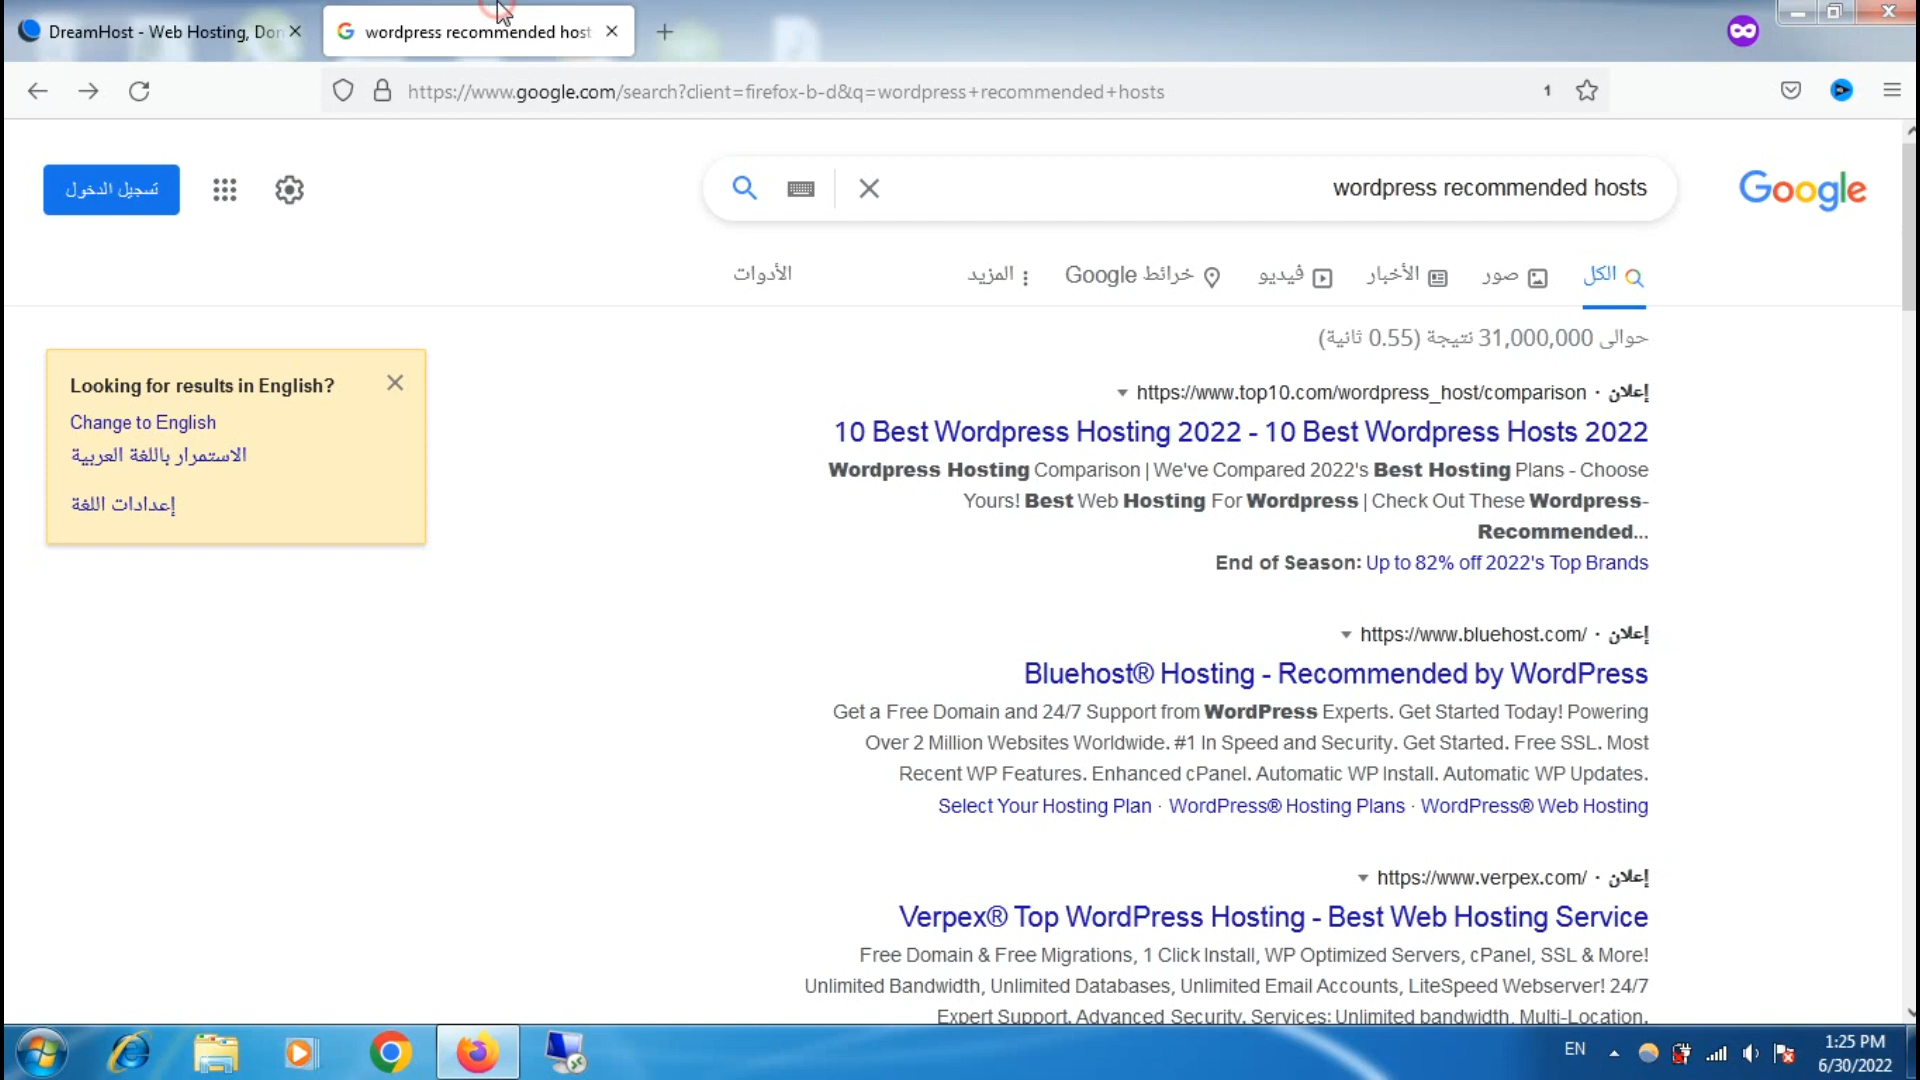 DreamHost - Web Hosting, Don
wordpress recommended host
https://www.google.com/search?client=firefox-b-d&q=wordpress+recommended+hosts
1
تسجيل الدخول
wordpress recommended hosts
Google
الكل
صور
الأخبار
فيديو
خرائط Google
المزيد
الأدوات
حوالى 31,000,000 نتيجة (0.55 ثانية)
Looking for results in English?
Change to English
الاستمرار باللغة العربية
إعدادات اللغة
إعلان · https://www.top10.com/wordpress_host/comparison
10 Best Wordpress Hosting 2022 - 10 Best Wordpress Hosts 2022
Wordpress Hosting Comparison | We've Compared 2022's Best Hosting Plans - Choose
Yours! Best Web Hosting For Wordpress | Check Out These Wordpress-
Recommended...
End of Season: Up to 82% off 2022's Top Brands
إعلان · https://www.bluehost.com/
Bluehost® Hosting - Recommended by WordPress
Get a Free Domain and 24/7 Support from WordPress Experts. Get Started Today! Powering
Over 2 Million Websites Worldwide. #1 In Speed and Security. Get Started. Free SSL. Most
Recent WP Features. Enhanced cPanel. Automatic WP Install. Automatic WP Updates.
Select Your Hosting Plan · WordPress® Hosting Plans · WordPress® Web Hosting
إعلان · https://www.verpex.com/
Verpex® Top WordPress Hosting - Best Web Hosting Service
Free Domain & Free Migrations, 1 Click Install, WP Optimized Servers, cPanel, SSL & More!
Unlimited Bandwidth, Unlimited Databases, Unlimited Email Accounts, LiteSpeed Webserver! 24/7
Expert Support. Advanced Security. Services: Unlimited bandwidth, Multi-Location.
EN
1:25 PM
6/30/2022